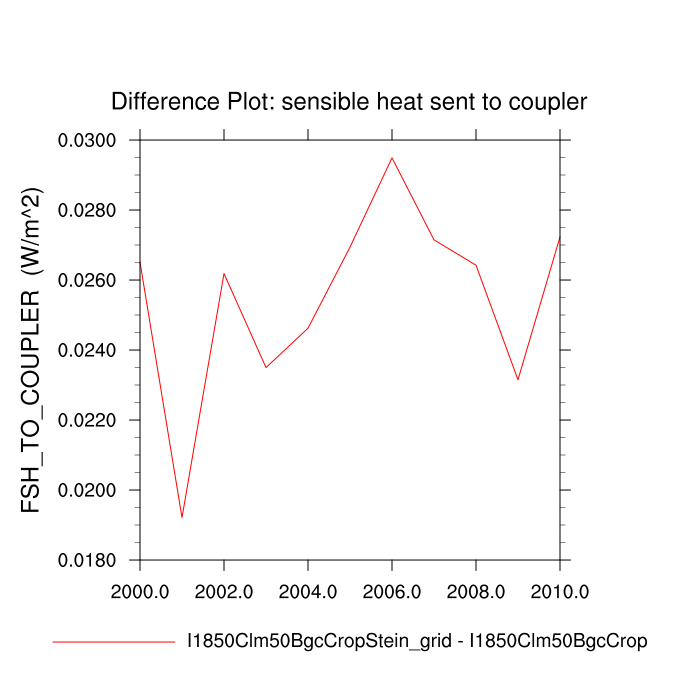 Difference Plot: sensible heat sent to coupler
FSH_TO_COUPLER (W/m^2)
0.0300
0.0280
0.0260
0.0240
0.0220
0.0200
0.0180
2000.0 2002.0 2004.0 2006.0 2008.0 2010.0
I1850Clm50BgcCropStein_grid - I1850Clm50BgcCrop